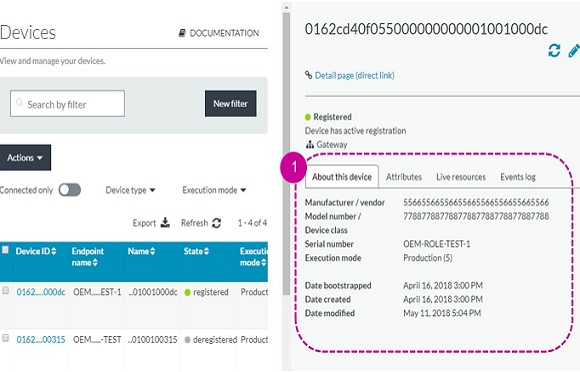 Devices
DOCUMENTATION
View and manage your devices.
Search by filter
New filter
Actions
Connected only
Device type
Execution mode
Export
Refresh
1 - 4 of 4
Device ID
Endpoint name
Name
State
Executi mode
0162....000dc
OEM.....EST-1
..01001000dc
registered
Product
0162....00315
OEM.....-TEST
..0100100315
deregistered
Product
0162cd40f05500000000001001000dc
Detail page (direct link)
Registered
Device has active registration
Gateway
1
About this device
Attributes
Live resources
Events log
Manufacturer / vendor
55665566556655665566556655665566
Model number /
Device class
77887788778877887788778877887788
Serial number
OEM-ROLE-TEST-1
Execution mode
Production (5)
Date bootstrapped
April 16, 2018 3:00 PM
Date created
April 16, 2018 3:00 PM
Date modified
May 11, 2018 5:04 PM